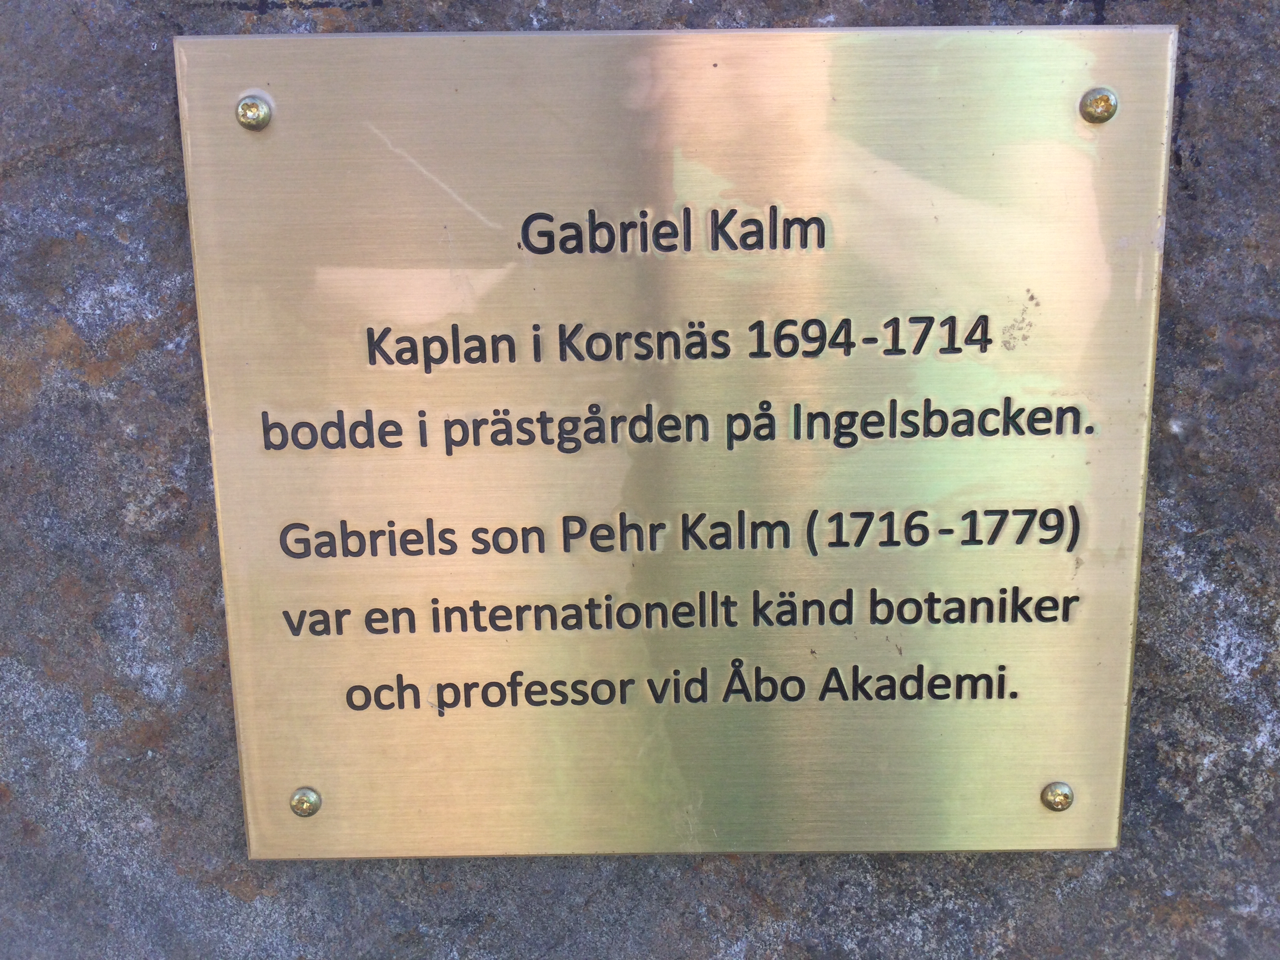 Gabriel Kalm
Kaplan i Korsnäs 1694-1714
bodde i prästgården på Ingelsbacken.
Gabriels son Pehr Kalm (1716-1779)
var en internationellt känd botaniker
och professor vid Åbo Akademi.